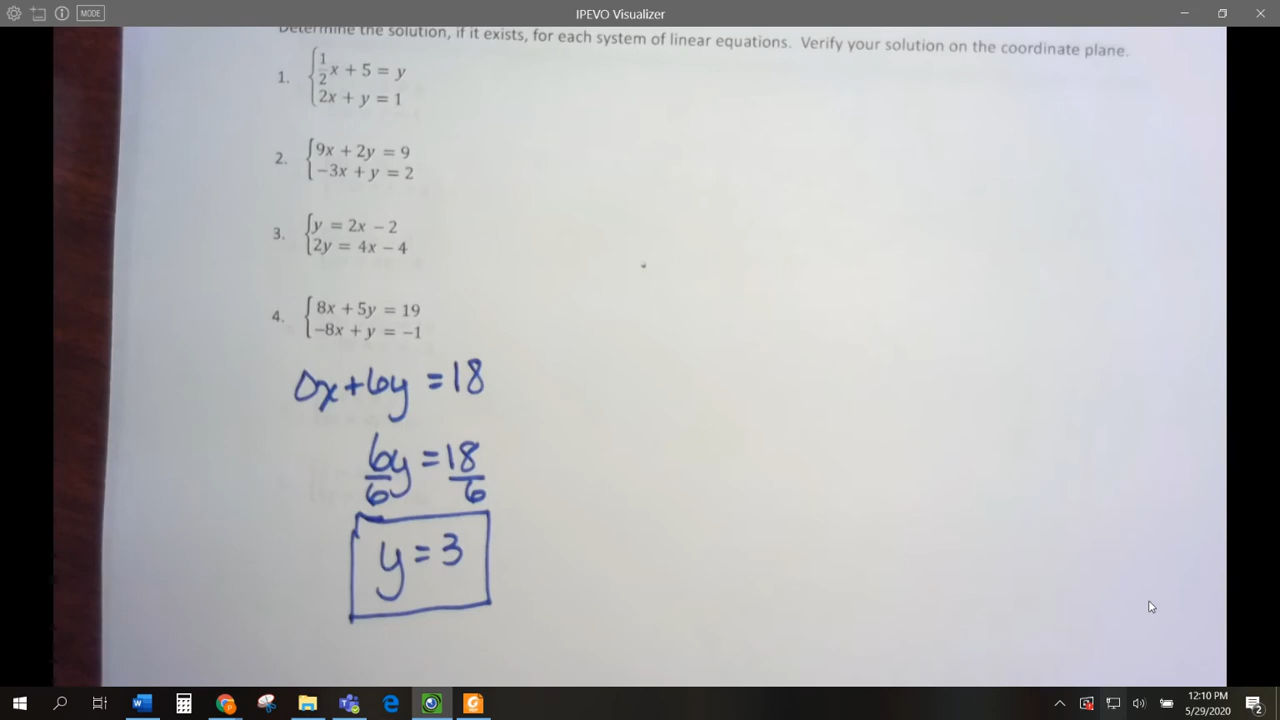 MODE
IPEVO Visualizer
Determine the solution, if it exists, for each system of linear equations. Verify your solution on the coordinate plane.
1. { 1/2 x + 5 = y
2x + y = 1
2. { 9x + 2y = 9
−3x + y = 2
3. { y = 2x − 2
2y = 4x − 4
4. { 8x + 5y = 19
−8x + y = −1
0x+6y = 18
6y = 18
6 6
y = 3
12:10 PM
5/29/2020
2